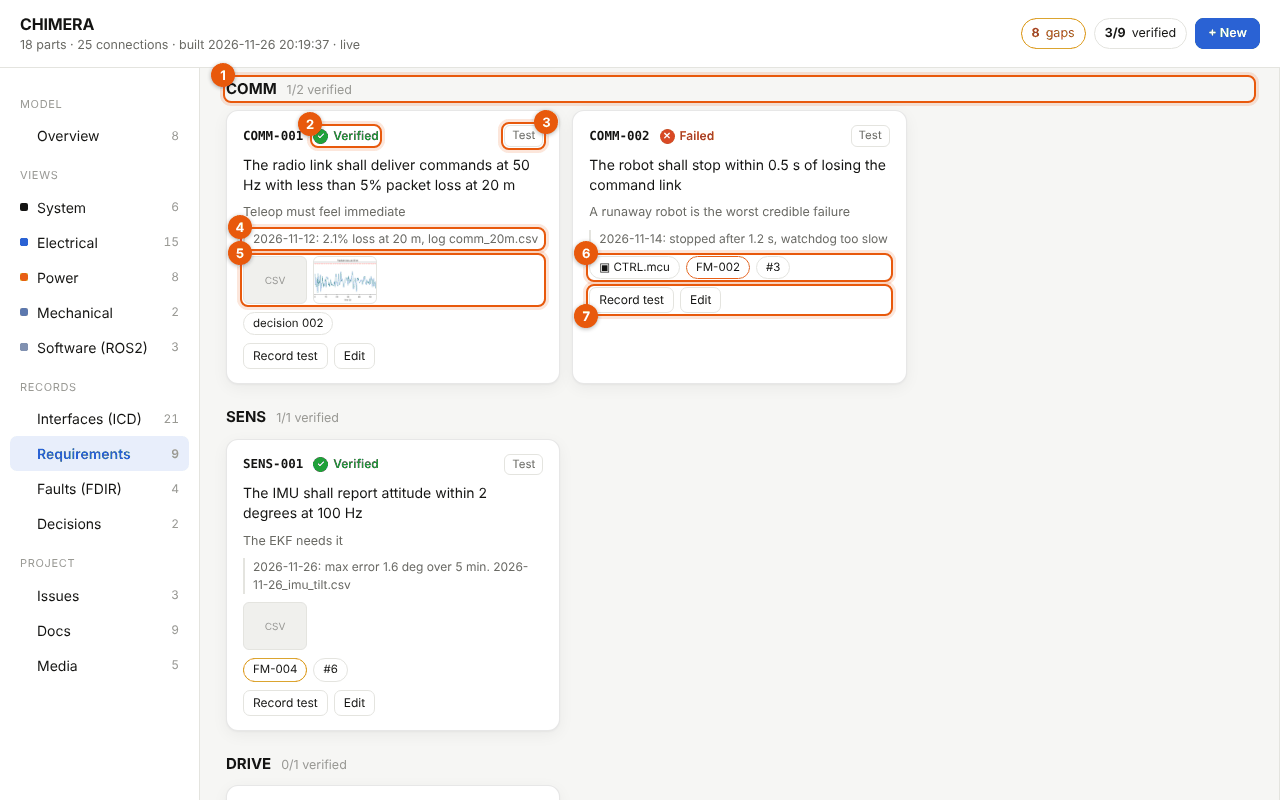 CHIMERA
18 parts · 25 connections · built 2026-11-26 20:19:37 · live
8 gaps
3/9 verified
+ New
MODEL
Overview 8
VIEWS
System 6
Electrical 15
Power 8
Mechanical 2
Software (ROS2) 3
RECORDS
Interfaces (ICD) 21
Requirements 9
Faults (FDIR) 4
Decisions 2
PROJECT
Issues 3
Docs 9
Media 5
1
COMM 1/2 verified
COMM-001 2 Verified Test 3
The radio link shall deliver commands at 50
Hz with less than 5% packet loss at 20 m
Teleop must feel immediate
4
2026-11-12: 2.1% loss at 20 m, log comm_20m.csv
5
CSV
decision 002
Record test Edit
COMM-002 Failed Test
The robot shall stop within 0.5 s of losing the
command link
A runaway robot is the worst credible failure
2026-11-14: stopped after 1.2 s, watchdog too slow
6
CTRL.mcu FM-002 #3
Record test Edit
7
SENS 1/1 verified
SENS-001 Verified Test
The IMU shall report attitude within 2
degrees at 100 Hz
The EKF needs it
2026-11-26: max error 1.6 deg over 5 min. 2026-
11-26_imu_tilt.csv
CSV
FM-004 #6
Record test Edit
DRIVE 0/1 verified